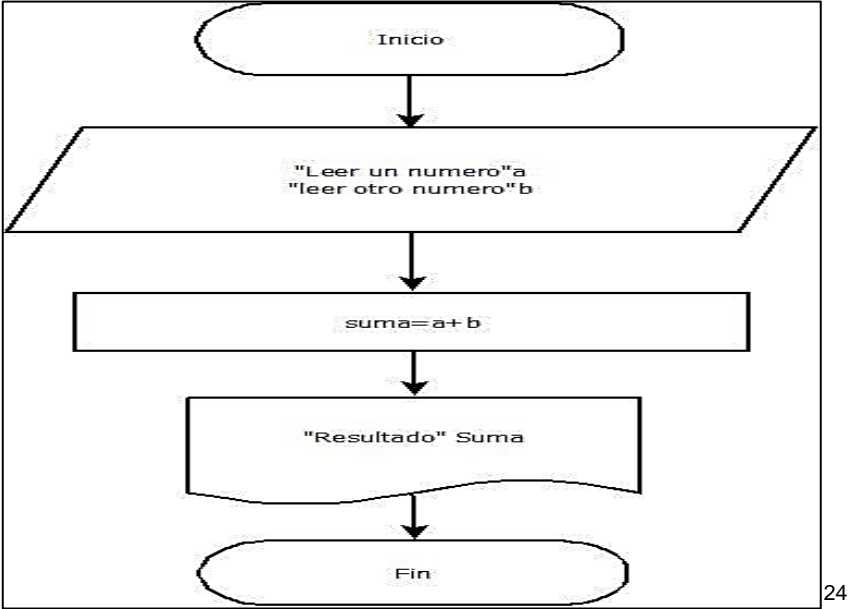 Inicio
"Leer un numero"a
"leer otro numero"b
suma=a+b
"Resultado" Suma
Fin
24